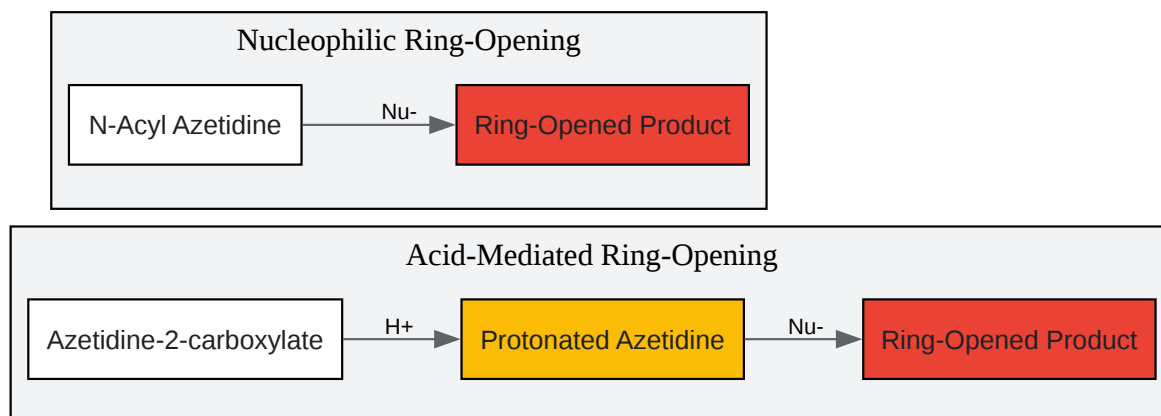 Nucleophilic Ring-Opening
N-Acyl Azetidine
Nu-
Ring-Opened Product
Acid-Mediated Ring-Opening
Azetidine-2-carboxylate
H+
Protonated Azetidine
Nu-
Ring-Opened Product